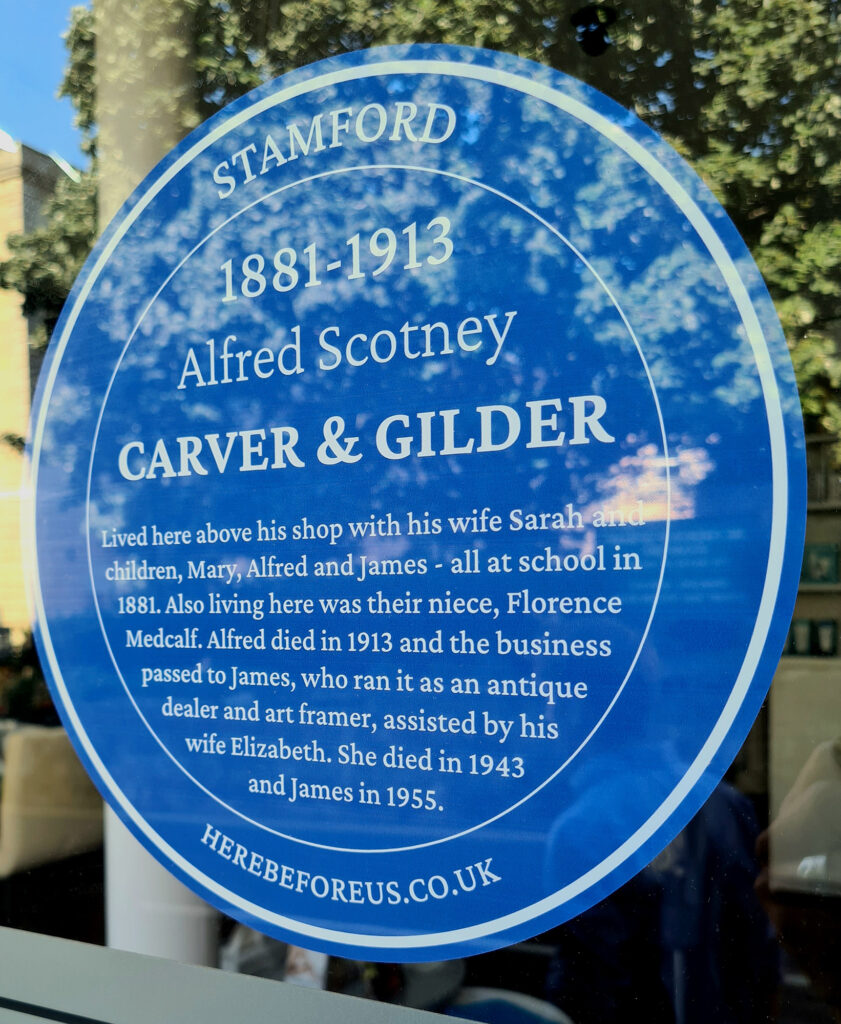 STAMFORD
1881-1913
Alfred Scotney
CARVER & GILDER
Lived here above his shop with his wife Sarah and
children, Mary, Alfred and James - all at school in
1881. Also living here was their niece, Florence
Medcalf. Alfred died in 1913 and the business
passed to James, who ran it as an antique
dealer and art framer, assisted by his
wife Elizabeth. She died in 1943
and James in 1955.
HEREBEFOREUS.CO.UK